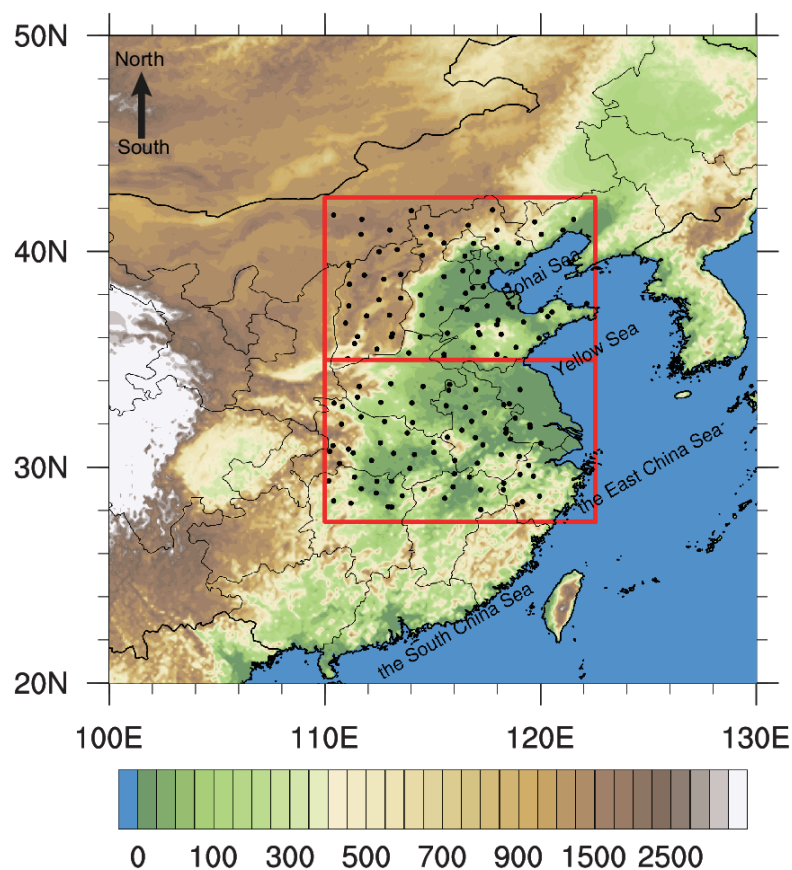 50N
North
South
40N
Bohai Sea
Yellow Sea
the East China Sea
30N
the South China Sea
20N
100E 110E 120E 130E
0 100 300 500 700 900 1500 2500